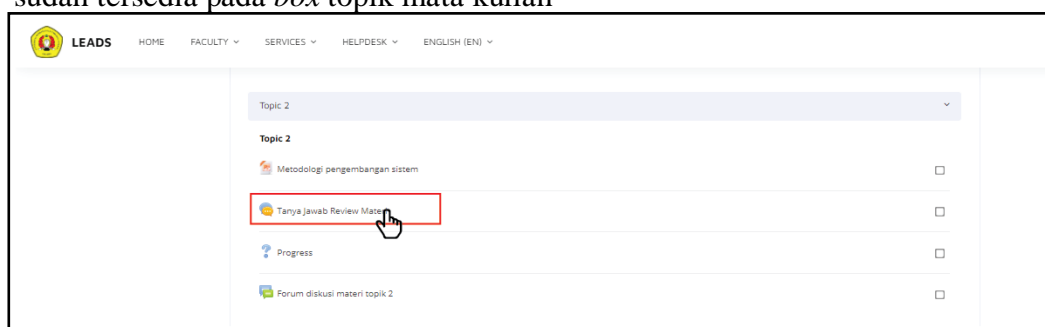 sudah tersedia pada box topik mata kuliah
LEADS HOME FACULTY SERVICES HELPDESK ENGLISH (EN)
Topic 2
Topic 2
Metodologi pengembangan sistem
Tanya Jawab Review Materi
Progress
Forum diskusi materi topik 2